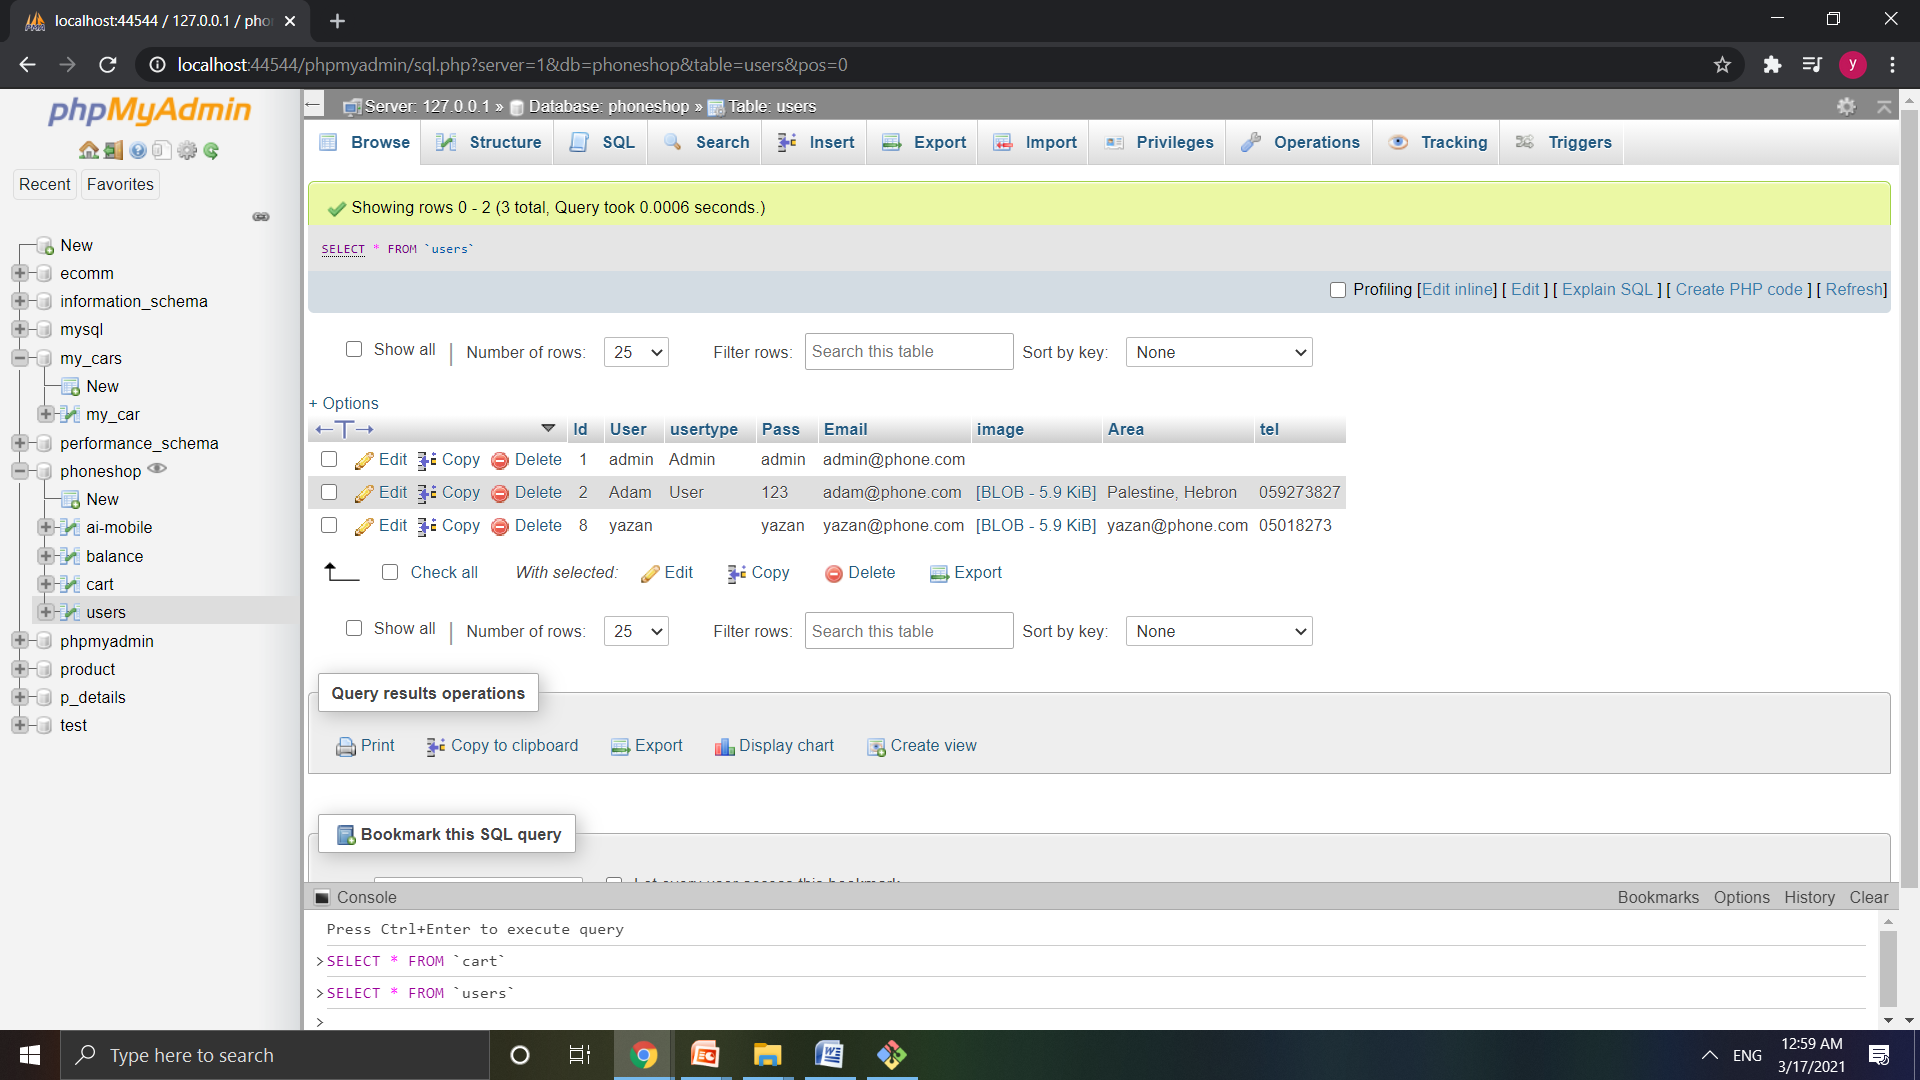 localhost:44544 / 127.0.0.1 / pho
localhost:44544/phpmyadmin/sql.php?server=1&db=phoneshop&table=users&pos=0
y
phpMyAdmin
Recent Favorites
New
ecomm
information_schema
mysql
my_cars
New
my_car
performance_schema
phoneshop
New
ai-mobile
balance
cart
users
phpmyadmin
product
p_details
test
Server: 127.0.0.1 » Database: phoneshop » Table: users
Browse Structure SQL Search Insert Export Import Privileges Operations Tracking Triggers
Showing rows 0 - 2 (3 total, Query took 0.0006 seconds.)
SELECT * FROM `users`
Profiling [Edit inline] [ Edit ] [ Explain SQL ] [ Create PHP code ] [ Refresh]
Show all | Number of rows: 25 Filter rows: Search this table Sort by key: None
+ Options
Id User usertype Pass Email image Area tel
Edit Copy Delete 1 admin Admin admin admin@phone.com
Edit Copy Delete 2 Adam User 123 adam@phone.com [BLOB - 5.9 KiB] Palestine, Hebron 059273827
Edit Copy Delete 8 yazan yazan yazan@phone.com [BLOB - 5.9 KiB] yazan@phone.com 05018273
Check all With selected: Edit Copy Delete Export
Show all | Number of rows: 25 Filter rows: Search this table Sort by key: None
Query results operations
Print Copy to clipboard Export Display chart Create view
Bookmark this SQL query
Let every user access this bookmark
Console Bookmarks Options History Clear
Press Ctrl+Enter to execute query
>SELECT * FROM `cart`
>SELECT * FROM `users`
>
Type here to search
ENG
12:59 AM
3/17/2021